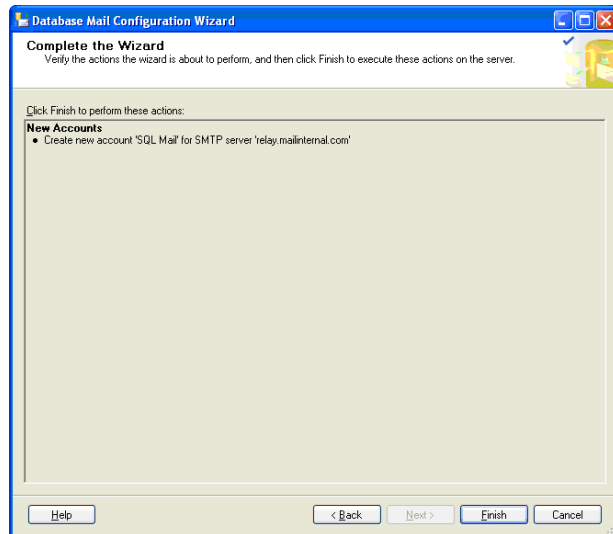 Database Mail Configuration Wizard
Complete the Wizard
Verify the actions the wizard is about to perform, and then click Finish to execute these actions on the server.
Click Finish to perform these actions:
New Accounts
● Create new account 'SQL Mail' for SMTP server 'relay.mailinternal.com'
Help
< Back
Next >
Finish
Cancel